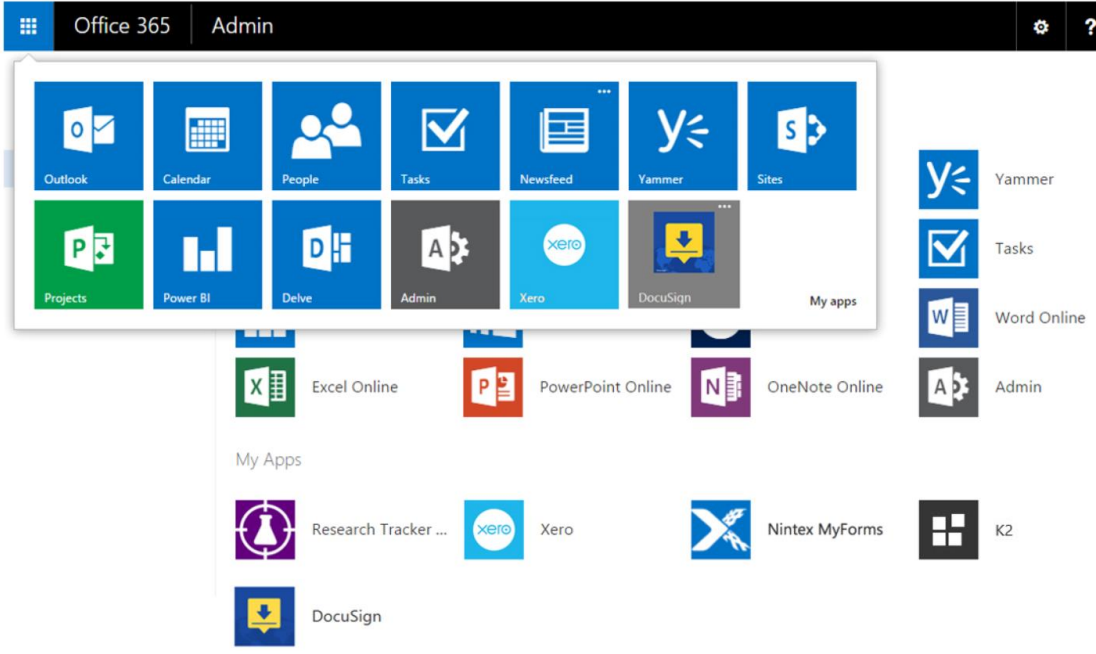 Office 365 Admin ?
Outlook Calendar People Tasks Newsfeed Yammer Sites
Projects Power BI Delve Admin xero Xero DocuSign My apps
Yammer
Tasks
Word Online
Excel Online PowerPoint Online OneNote Online Admin
My Apps
Research Tracker ... xero Xero Nintex MyForms K2
DocuSign